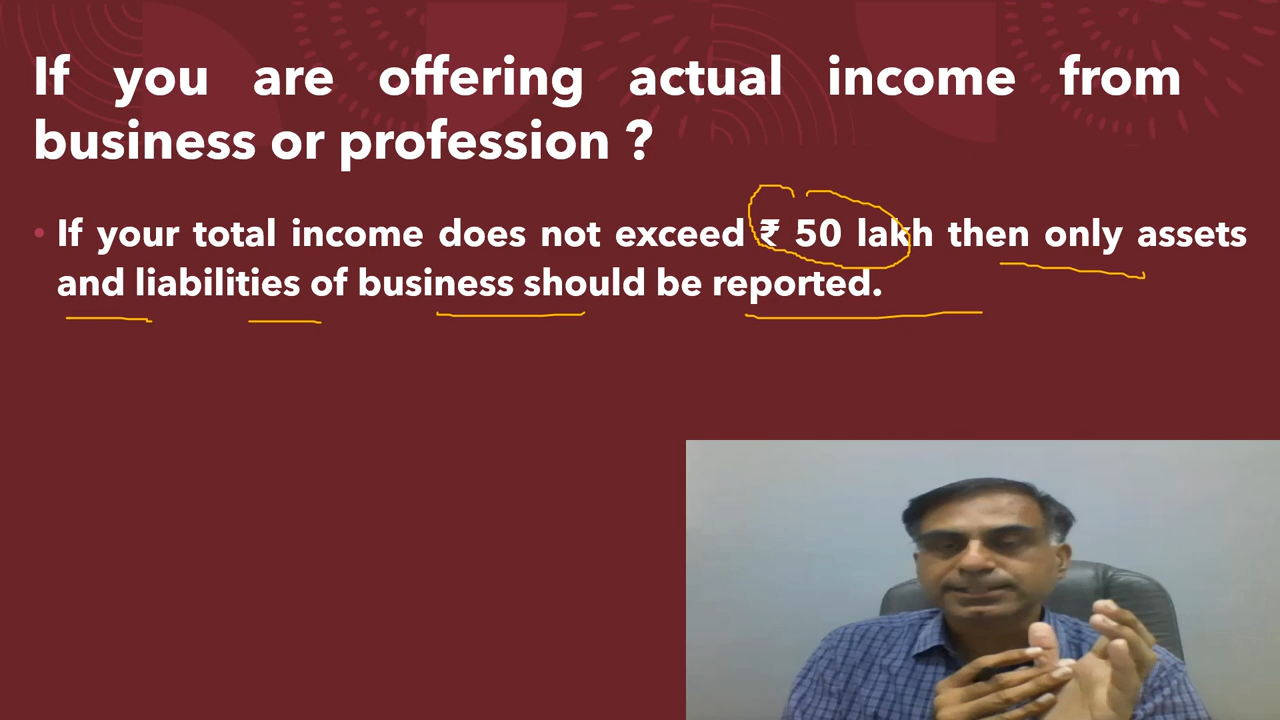 If you are offering actual income from
business or profession ?
• If your total income does not exceed ₹ 50 lakh then only assets
and liabilities of business should be reported.